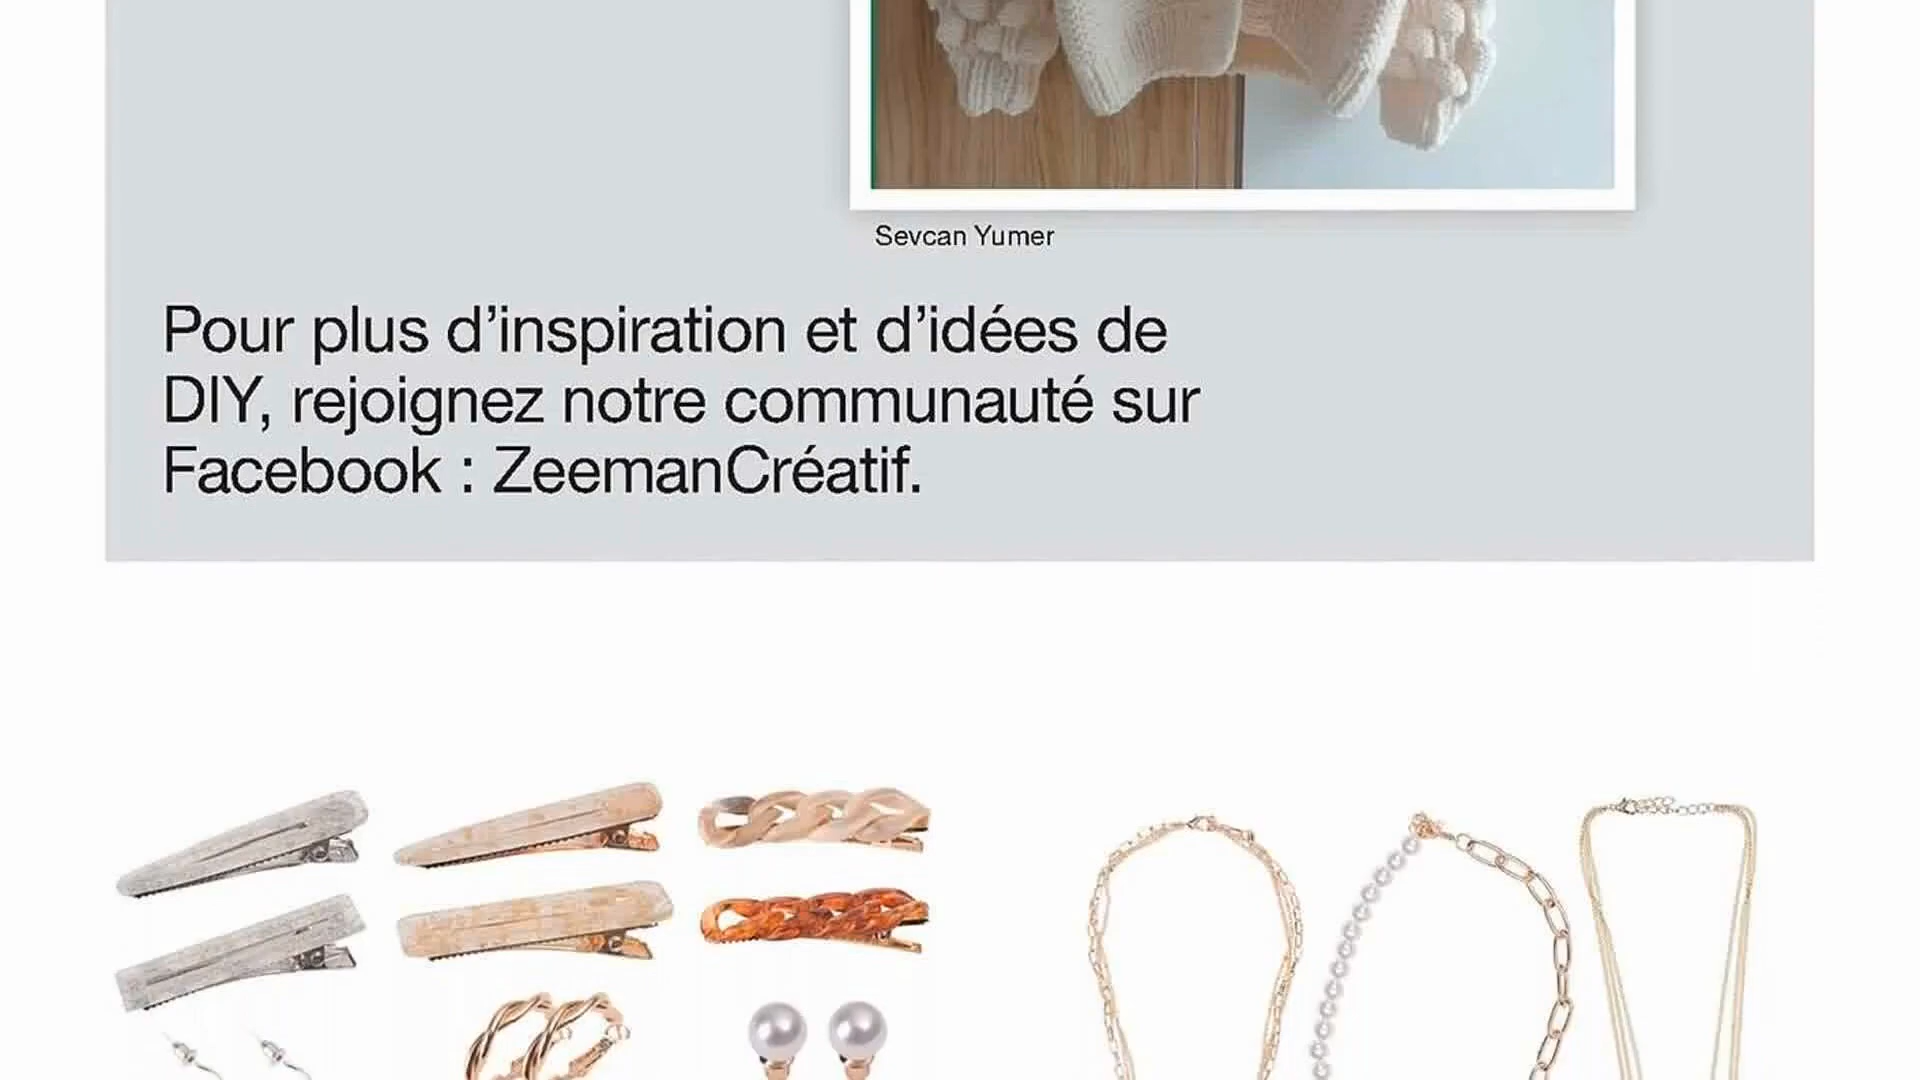 Sevcan Yumer
Pour plus d’inspiration et d’idées de
DIY, rejoignez notre communauté sur
Facebook : ZeemanCréatif.